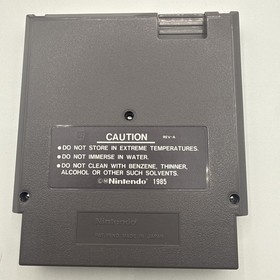 CAUTION REV-A
• DO NOT STORE IN EXTREME TEMPERATURES.
• DO NOT IMMERSE IN WATER.
• DO NOT CLEAN WITH BENZENE, THINNER,
ALCOHOL OR OTHER SUCH SOLVENTS.
©®Nintendo® 1985
Nintendo